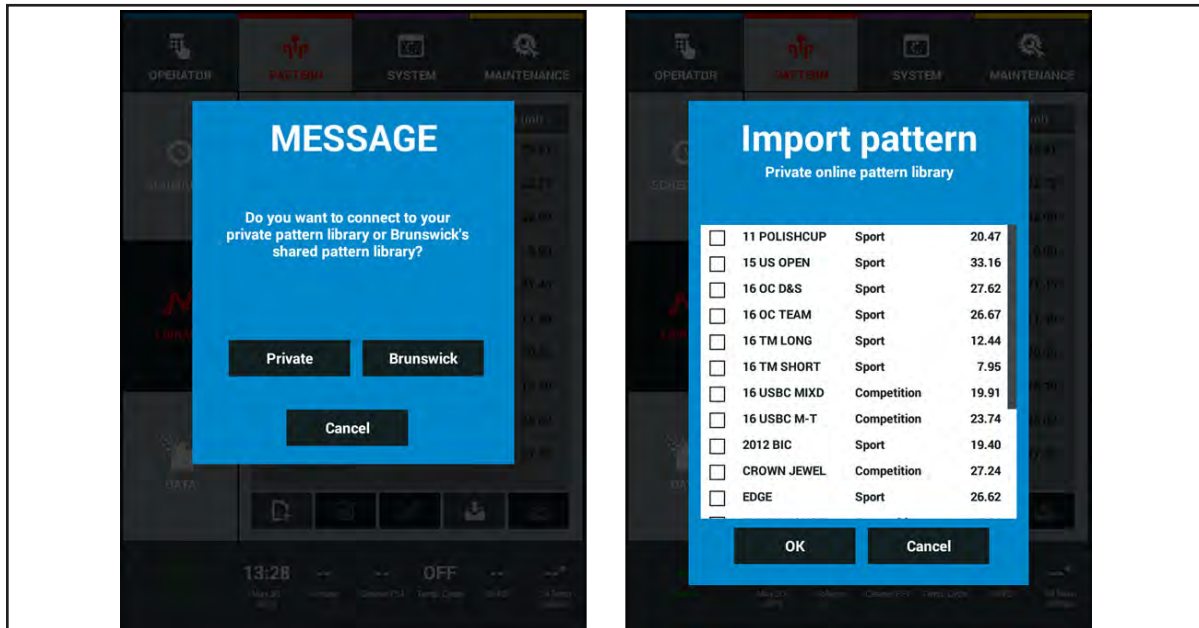 OPERATOR
PATTERN
SYSTEM
MAINTENANCE
MESSAGE
Do you want to connect to your
private pattern library or Brunswick's
shared pattern library?
Private
Brunswick
Cancel
DATA
13:28 -- -- OFF -- --°
OPERATOR
PATTERN
SYSTEM
MAINTENANCE
Import pattern
Private online pattern library
11 POLISHCUP Sport 20.47
15 US OPEN Sport 33.16
16 OC D&S Sport 27.62
16 OC TEAM Sport 26.67
16 TM LONG Sport 12.44
16 TM SHORT Sport 7.95
16 USBC MIXD Competition 19.91
16 USBC M-T Competition 23.74
2012 BIC Sport 19.40
CROWN JEWEL Competition 27.24
EDGE Sport 26.62
OK
Cancel